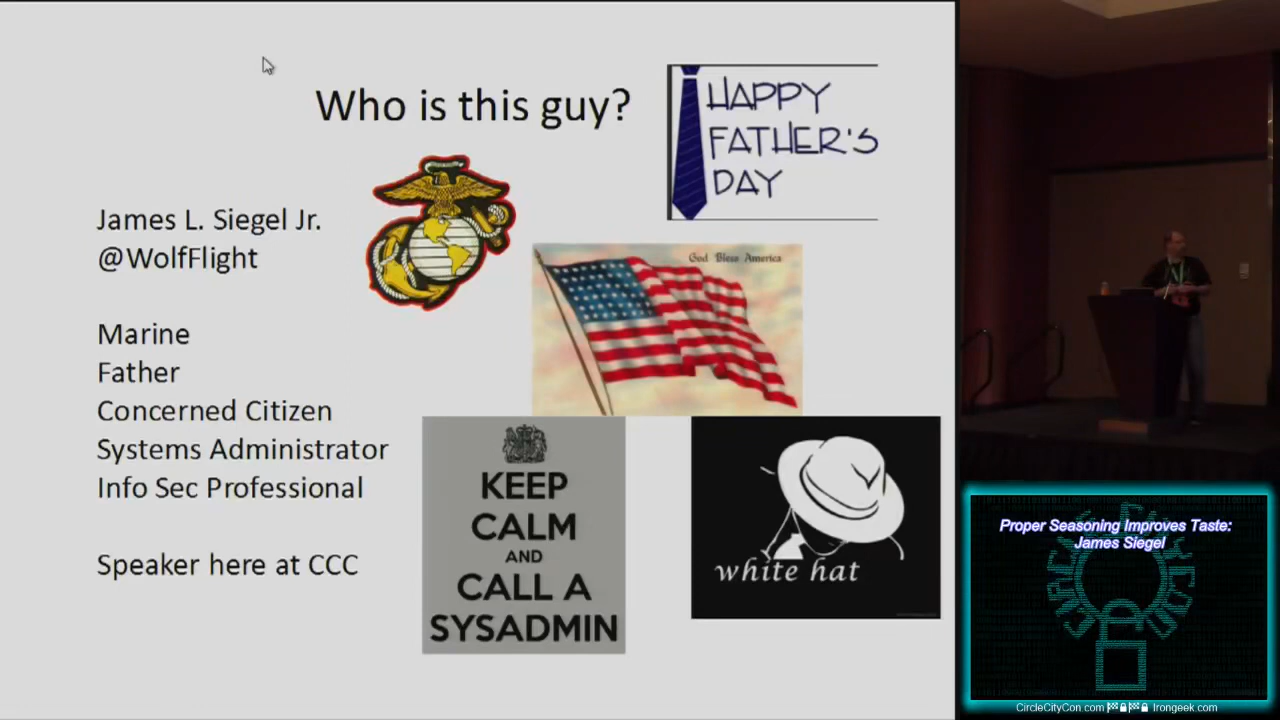 Who is this guy?
HAPPY
FATHER'S
DAY
James L. Siegel Jr.
@WolfFlight
God Bless America
Marine
Father
Concerned Citizen
Systems Administrator
Info Sec Professional
Speaker here at CCC
KEEP
CALM
AND
CALL A
SYSADMIN
white hat
Proper Seasoning Improves Taste:
James Siegel
CircleCityCon.com Irongeek.com